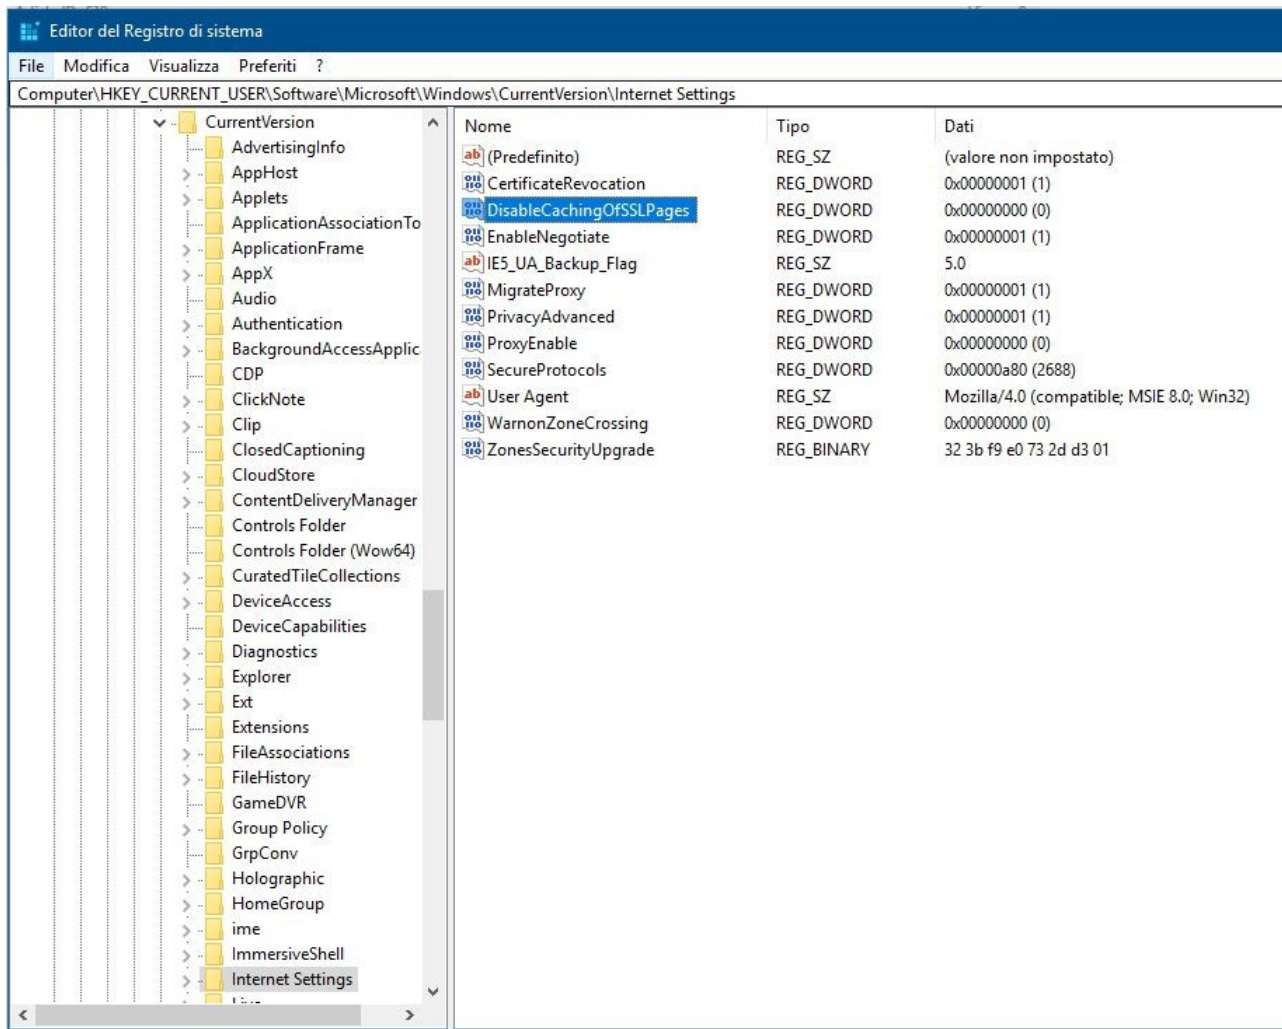 Editor del Registro di sistema
File Modifica Visualizza Preferiti ?
Computer\HKEY_CURRENT_USER\Software\Microsoft\Windows\CurrentVersion\Internet Settings
CurrentVersion
AdvertisingInfo
AppHost
Applets
ApplicationAssociationTo
ApplicationFrame
AppX
Audio
Authentication
BackgroundAccessApplic
CDP
ClickNote
Clip
ClosedCaptioning
CloudStore
ContentDeliveryManager
Controls Folder
Controls Folder (Wow64)
CuratedTileCollections
DeviceAccess
DeviceCapabilities
Diagnostics
Explorer
Ext
Extensions
FileAssociations
FileHistory
GameDVR
Group Policy
GrpConv
Holographic
HomeGroup
ime
ImmersiveShell
Internet Settings
Nome Tipo Dati
(Predefinito) REG_SZ (valore non impostato)
CertificateRevocation REG_DWORD 0x00000001 (1)
DisableCachingOfSSLPages REG_DWORD 0x00000000 (0)
EnableNegotiate REG_DWORD 0x00000001 (1)
IE5_UA_Backup_Flag REG_SZ 5.0
MigrateProxy REG_DWORD 0x00000001 (1)
PrivacyAdvanced REG_DWORD 0x00000001 (1)
ProxyEnable REG_DWORD 0x00000000 (0)
SecureProtocols REG_DWORD 0x00000a80 (2688)
User Agent REG_SZ Mozilla/4.0 (compatible; MSIE 8.0; Win32)
WarnonZoneCrossing REG_DWORD 0x00000000 (0)
ZonesSecurityUpgrade REG_BINARY 32 3b f9 e0 73 2d d3 01